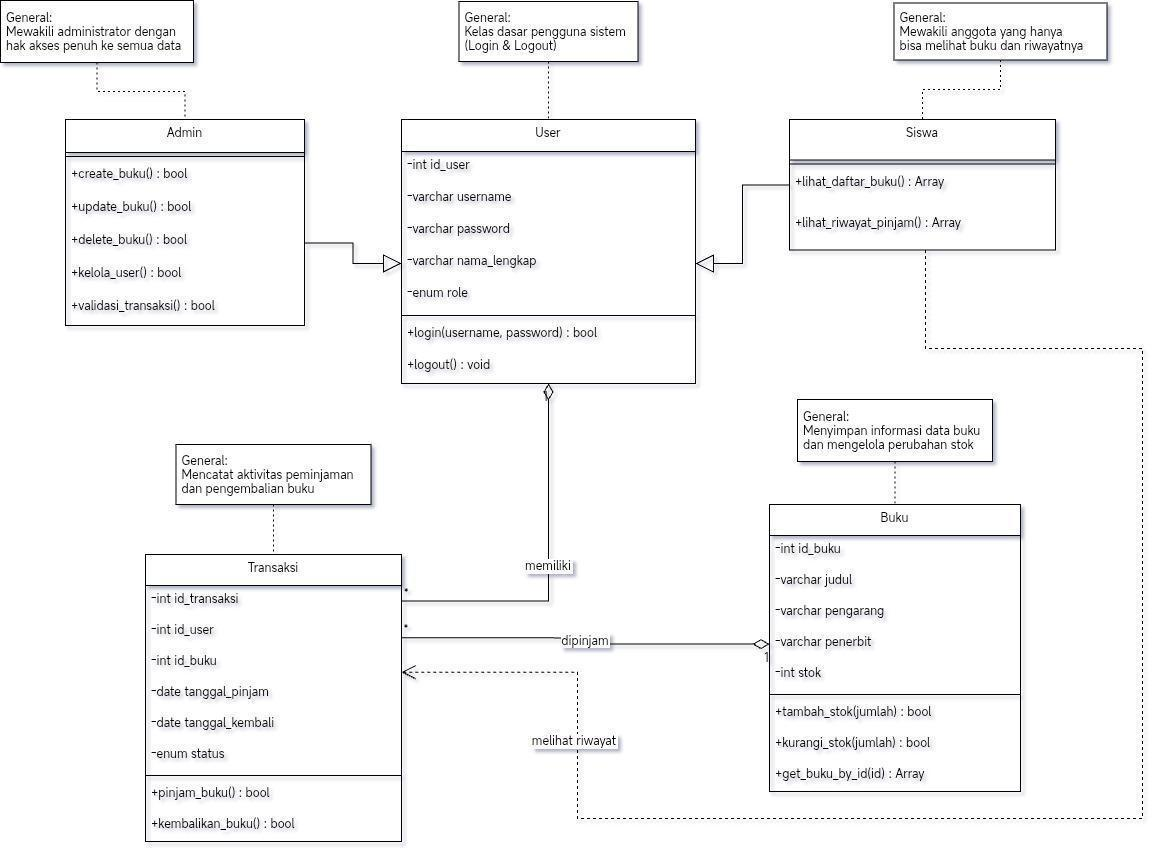 General:
Mewakili administrator dengan
hak akses penuh ke semua data
General:
Kelas dasar pengguna sistem
(Login & Logout)
General:
Mewakili anggota yang hanya
bisa melihat buku dan riwayatnya
Admin
+create_buku() : bool
+update_buku() : bool
+delete_buku() : bool
+kelola_user() : bool
+validasi_transaksi() : bool
User
-int id_user
-varchar username
-varchar password
-varchar nama_lengkap
-enum role
+login(username, password) : bool
+logout() : void
Siswa
+lihat_daftar_buku() : Array
+lihat_riwayat_pinjam() : Array
General:
Mencatat aktivitas peminjaman
dan pengembalian buku
General:
Menyimpan informasi data buku
dan mengelola perubahan stok
Transaksi
-int id_transaksi
-int id_user
-int id_buku
-date tanggal_pinjam
-date tanggal_kembali
-enum status
+pinjam_buku() : bool
+kembalikan_buku() : bool
*
*
memiliki
dipinjam
1
melihat riwayat
Buku
-int id_buku
-varchar judul
-varchar pengarang
-varchar penerbit
-int stok
+tambah_stok(jumlah) : bool
+kurangi_stok(jumlah) : bool
+get_buku_by_id(id) : Array